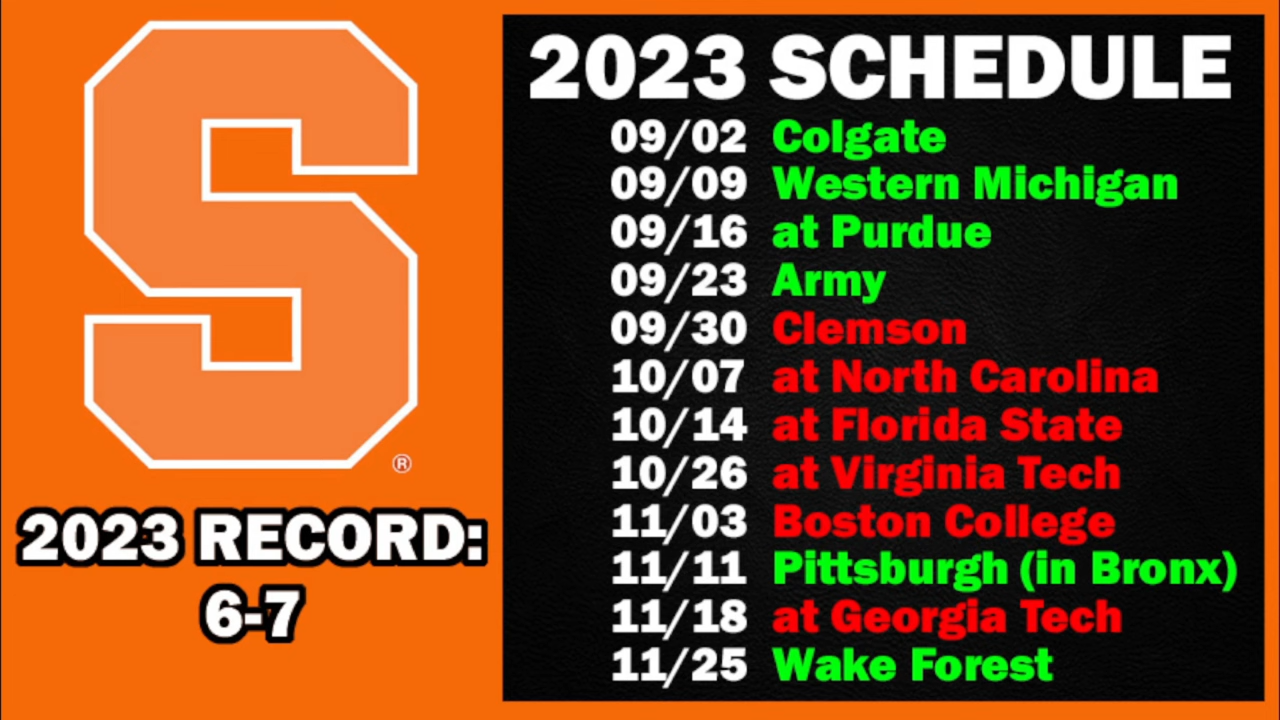 S
®
2023 RECORD:
6-7
2023 SCHEDULE
09/02 Colgate
09/09 Western Michigan
09/16 at Purdue
09/23 Army
09/30 Clemson
10/07 at North Carolina
10/14 at Florida State
10/26 at Virginia Tech
11/03 Boston College
11/11 Pittsburgh (in Bronx)
11/18 at Georgia Tech
11/25 Wake Forest